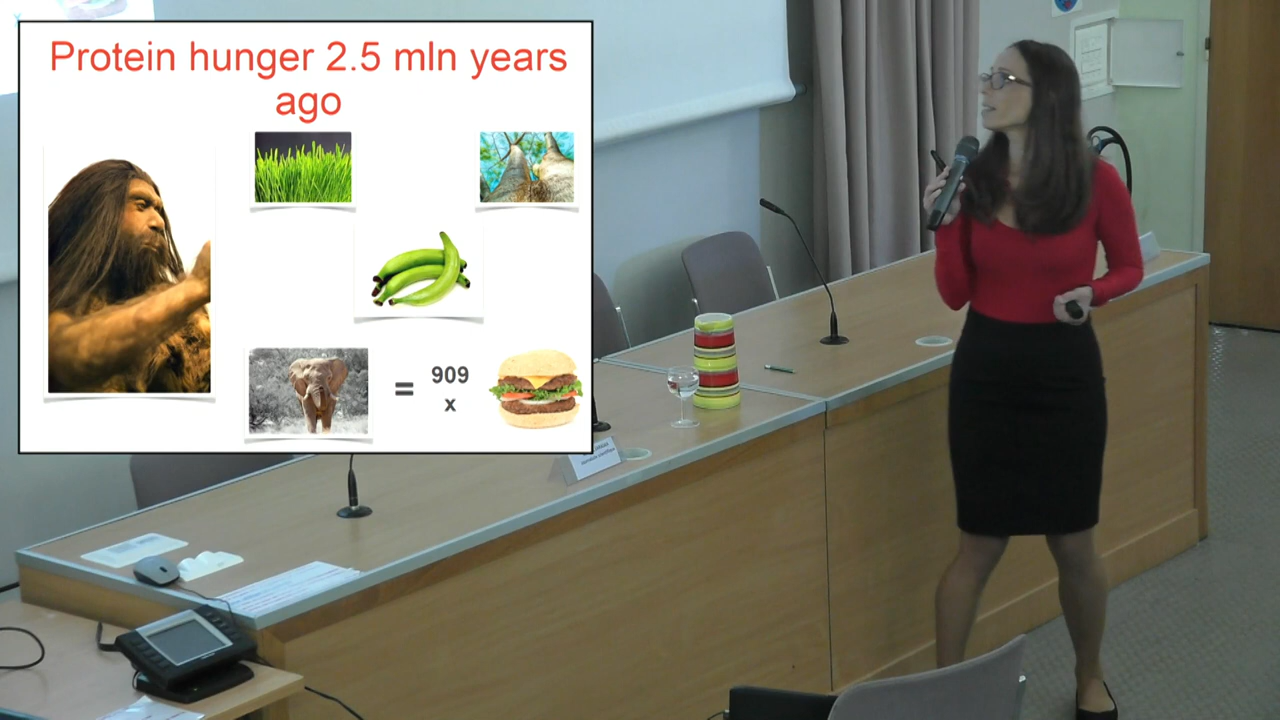 Protein hunger 2.5 mln years
ago
= 909
x